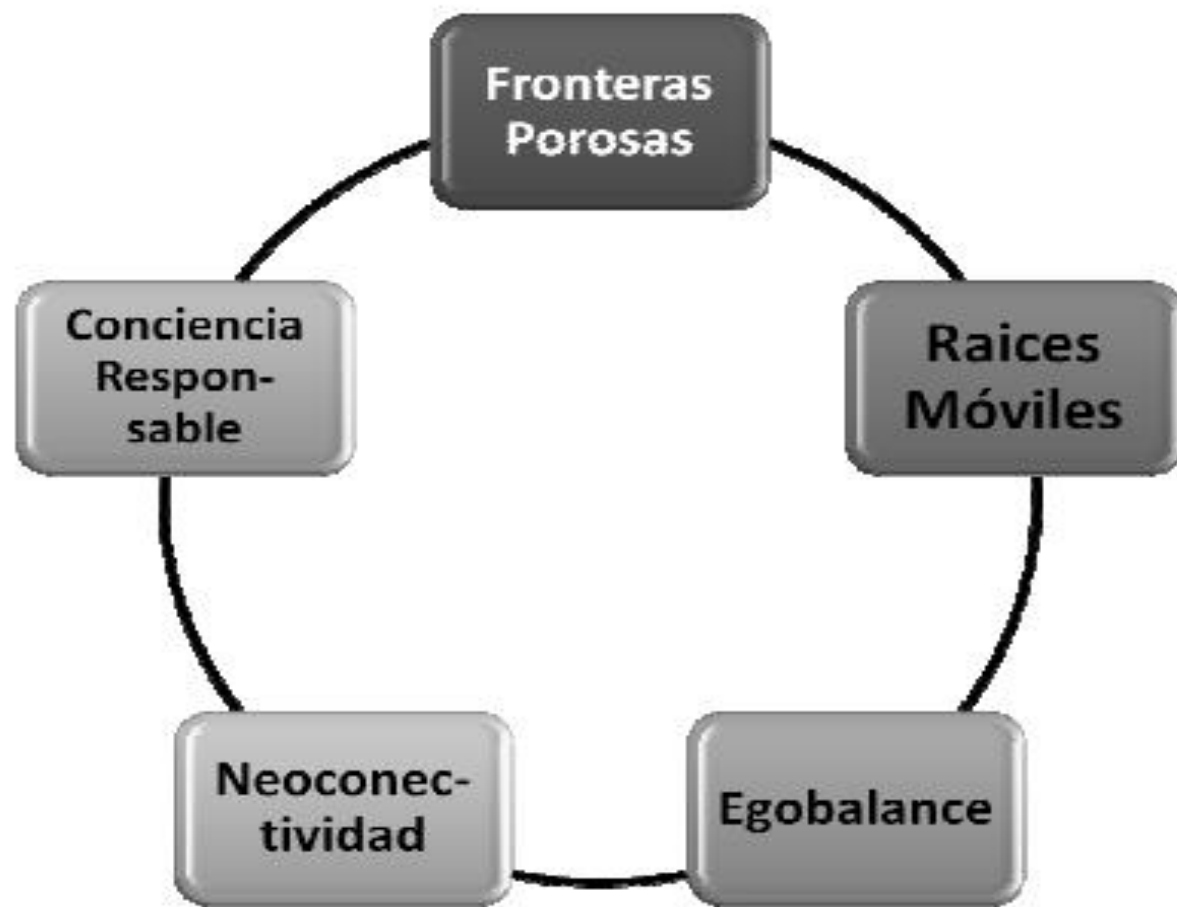 Fronteras
Porosas
Raices
Móviles
Egobalance
Neoconec-
tividad
Conciencia
Respon-
sable